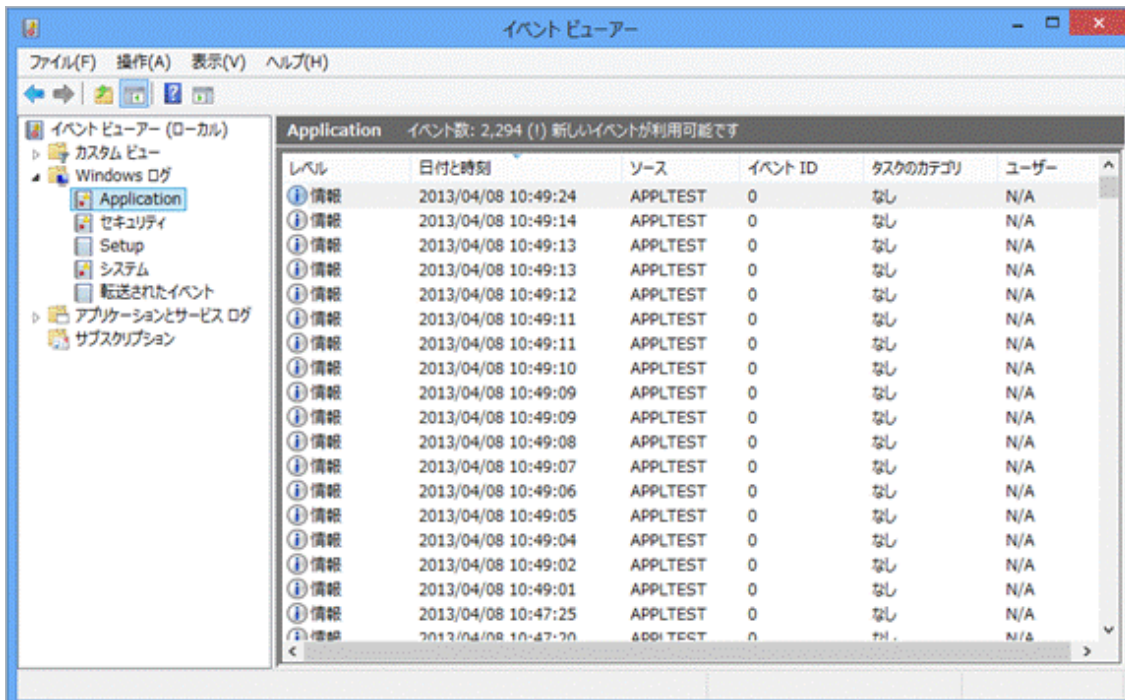 イベント ビューアー
ファイル(F) 操作(A) 表示(V) ヘルプ(H)
イベント ビューアー (ローカル)
カスタム ビュー
Windows ログ
Application
セキュリティ
Setup
システム
転送されたイベント
アプリケーションとサービス ログ
サブスクリプション
Application イベント数: 2,294 (!) 新しいイベントが利用可能です
レベル 日付と時刻 ソース イベント ID タスクのカテゴリ ユーザー
情報 2013/04/08 10:49:24 APPLTEST 0 なし N/A
情報 2013/04/08 10:49:14 APPLTEST 0 なし N/A
情報 2013/04/08 10:49:13 APPLTEST 0 なし N/A
情報 2013/04/08 10:49:13 APPLTEST 0 なし N/A
情報 2013/04/08 10:49:12 APPLTEST 0 なし N/A
情報 2013/04/08 10:49:11 APPLTEST 0 なし N/A
情報 2013/04/08 10:49:11 APPLTEST 0 なし N/A
情報 2013/04/08 10:49:10 APPLTEST 0 なし N/A
情報 2013/04/08 10:49:09 APPLTEST 0 なし N/A
情報 2013/04/08 10:49:09 APPLTEST 0 なし N/A
情報 2013/04/08 10:49:08 APPLTEST 0 なし N/A
情報 2013/04/08 10:49:07 APPLTEST 0 なし N/A
情報 2013/04/08 10:49:06 APPLTEST 0 なし N/A
情報 2013/04/08 10:49:05 APPLTEST 0 なし N/A
情報 2013/04/08 10:49:04 APPLTEST 0 なし N/A
情報 2013/04/08 10:49:02 APPLTEST 0 なし N/A
情報 2013/04/08 10:49:01 APPLTEST 0 なし N/A
情報 2013/04/08 10:47:25 APPLTEST 0 なし N/A
情報 2013/04/08 10:47:20 APPLTEST 0 なし N/A